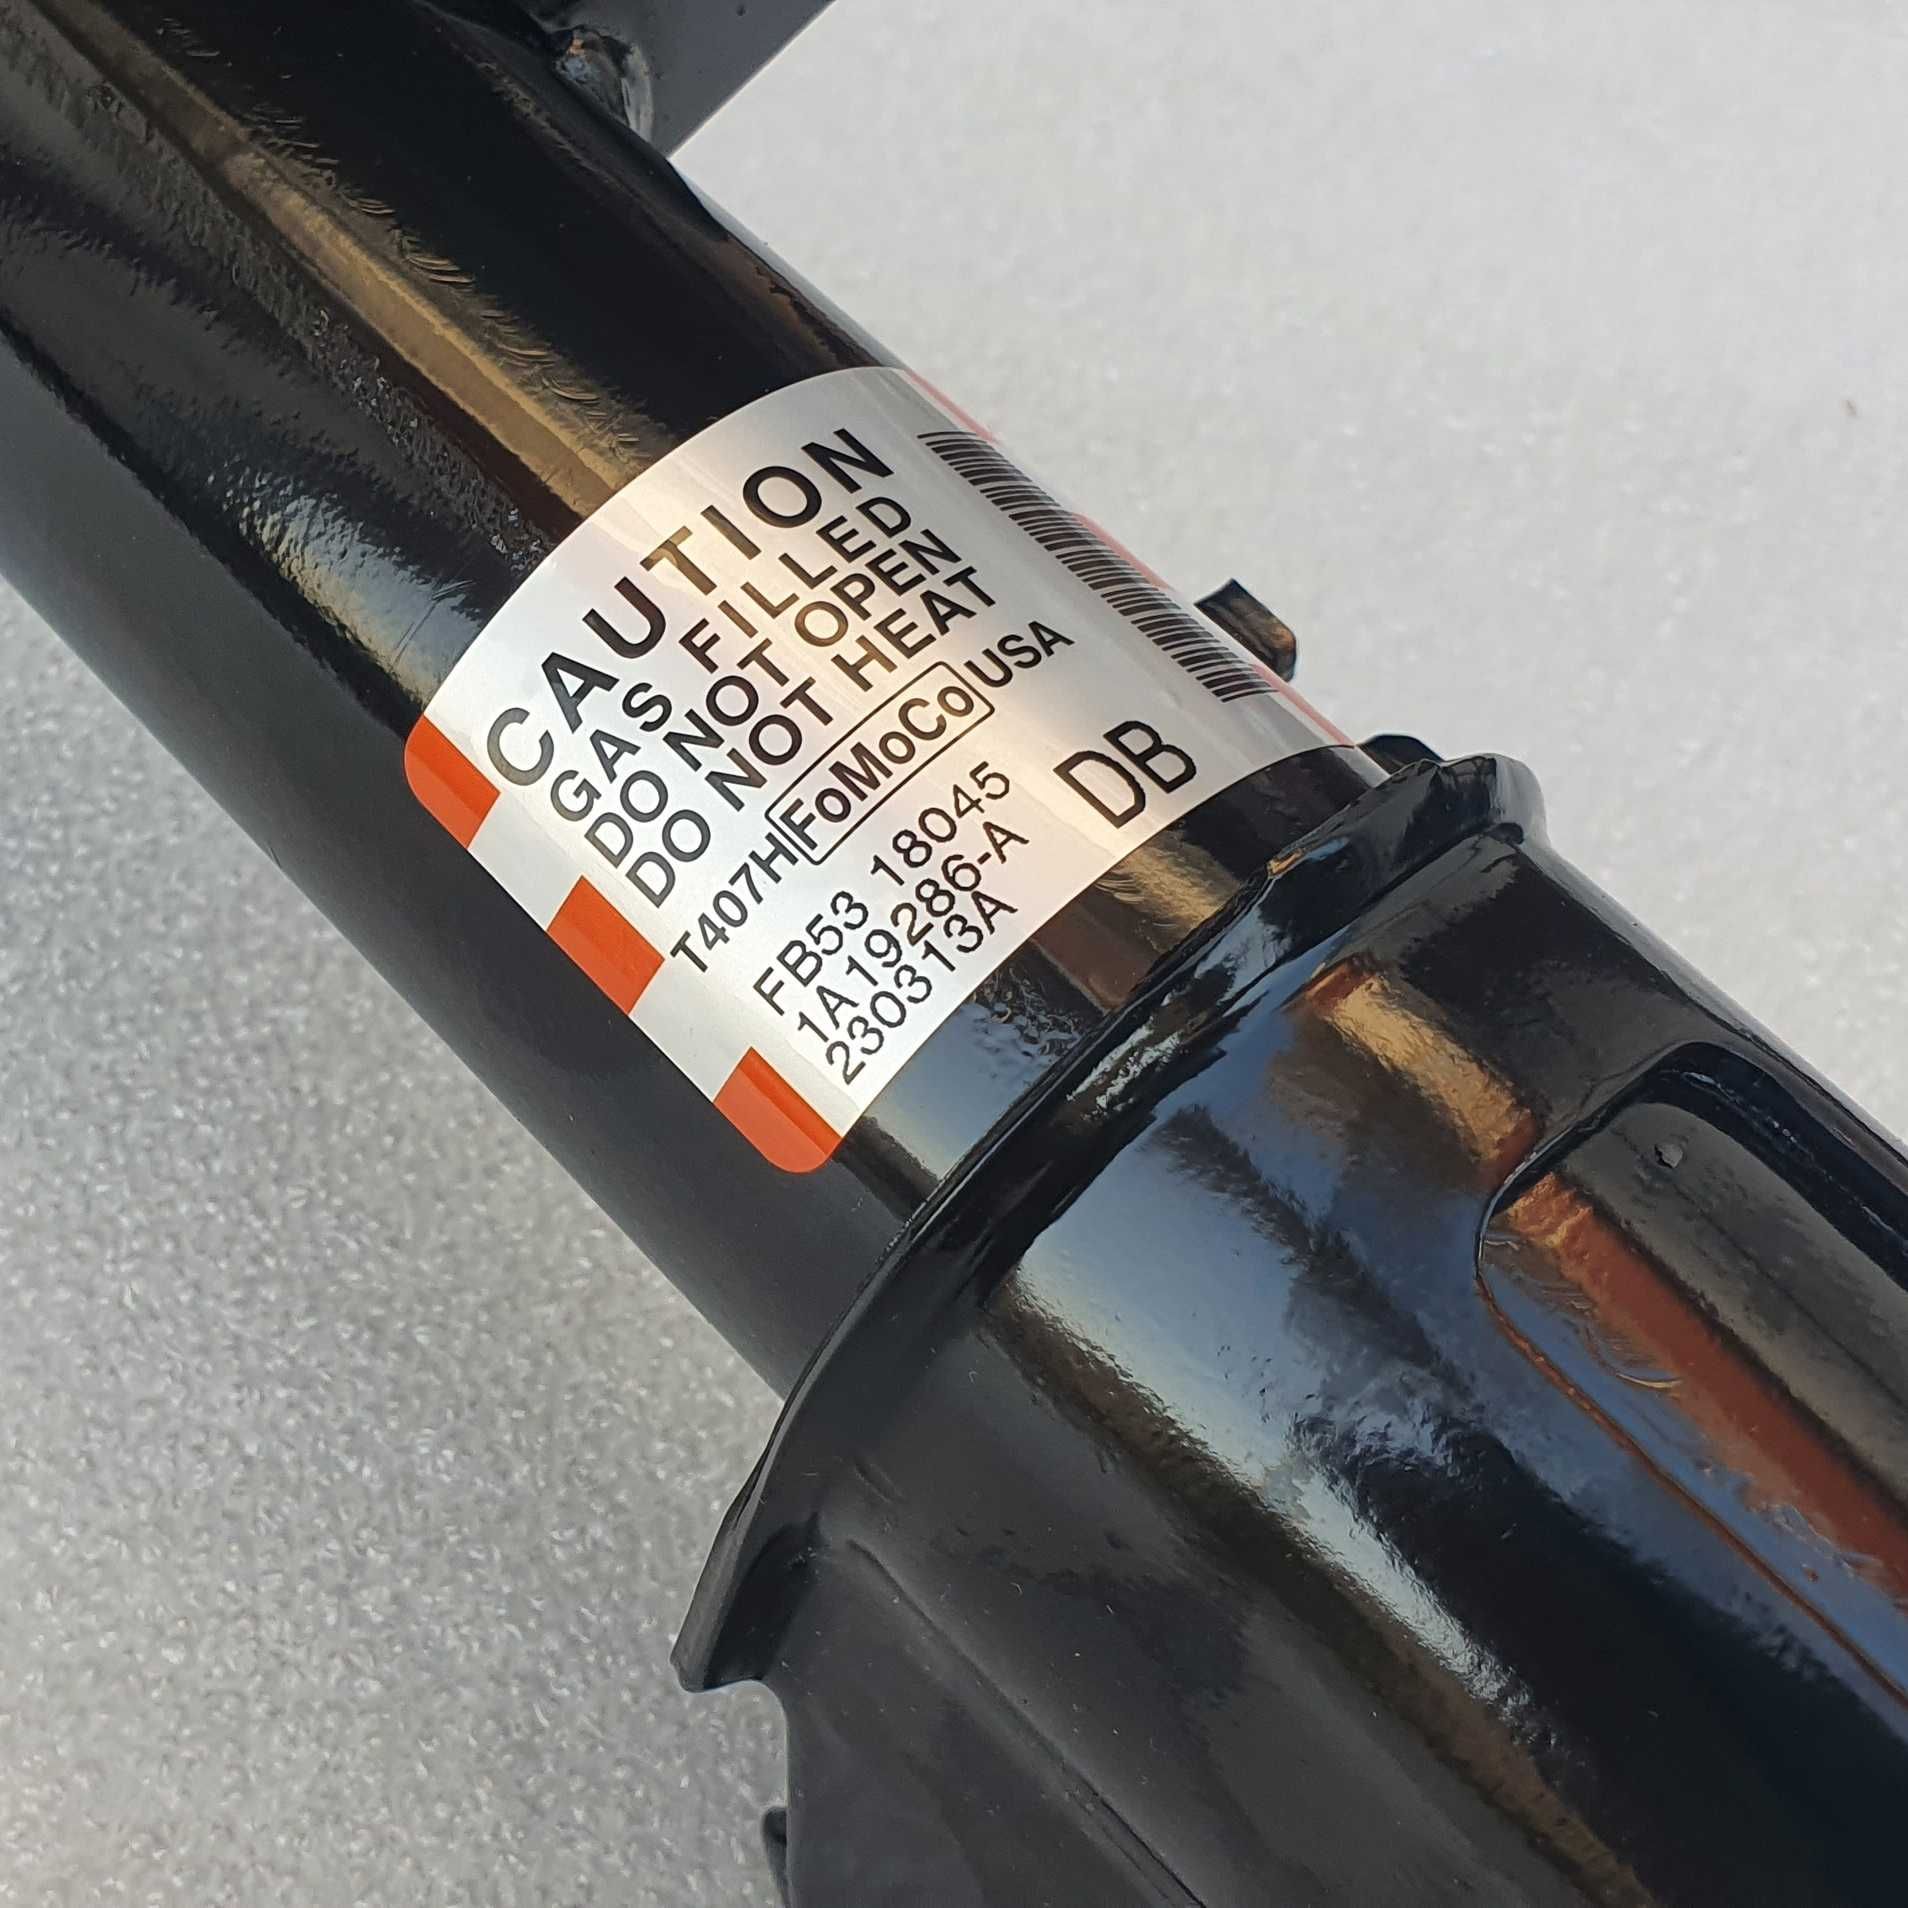 CAUTION
GAS FILLED
DO NOT OPEN
DO NOT HEAT
T407H FoMoCo USA
FB53 18045
1A19286-A
230313A
DB